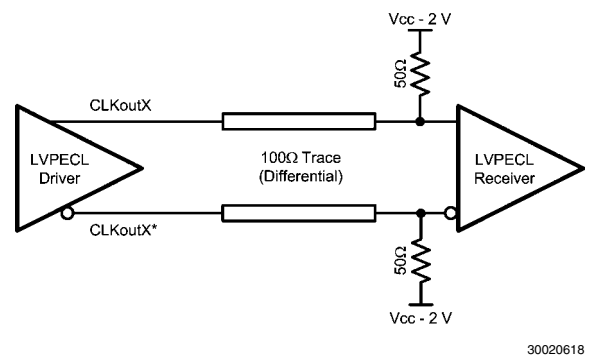 Vcc - 2 V
50Ω
CLKoutX
LVPECL
Driver
100Ω Trace
(Differential)
LVPECL
Receiver
CLKoutX*
50Ω
Vcc - 2 V
30020618